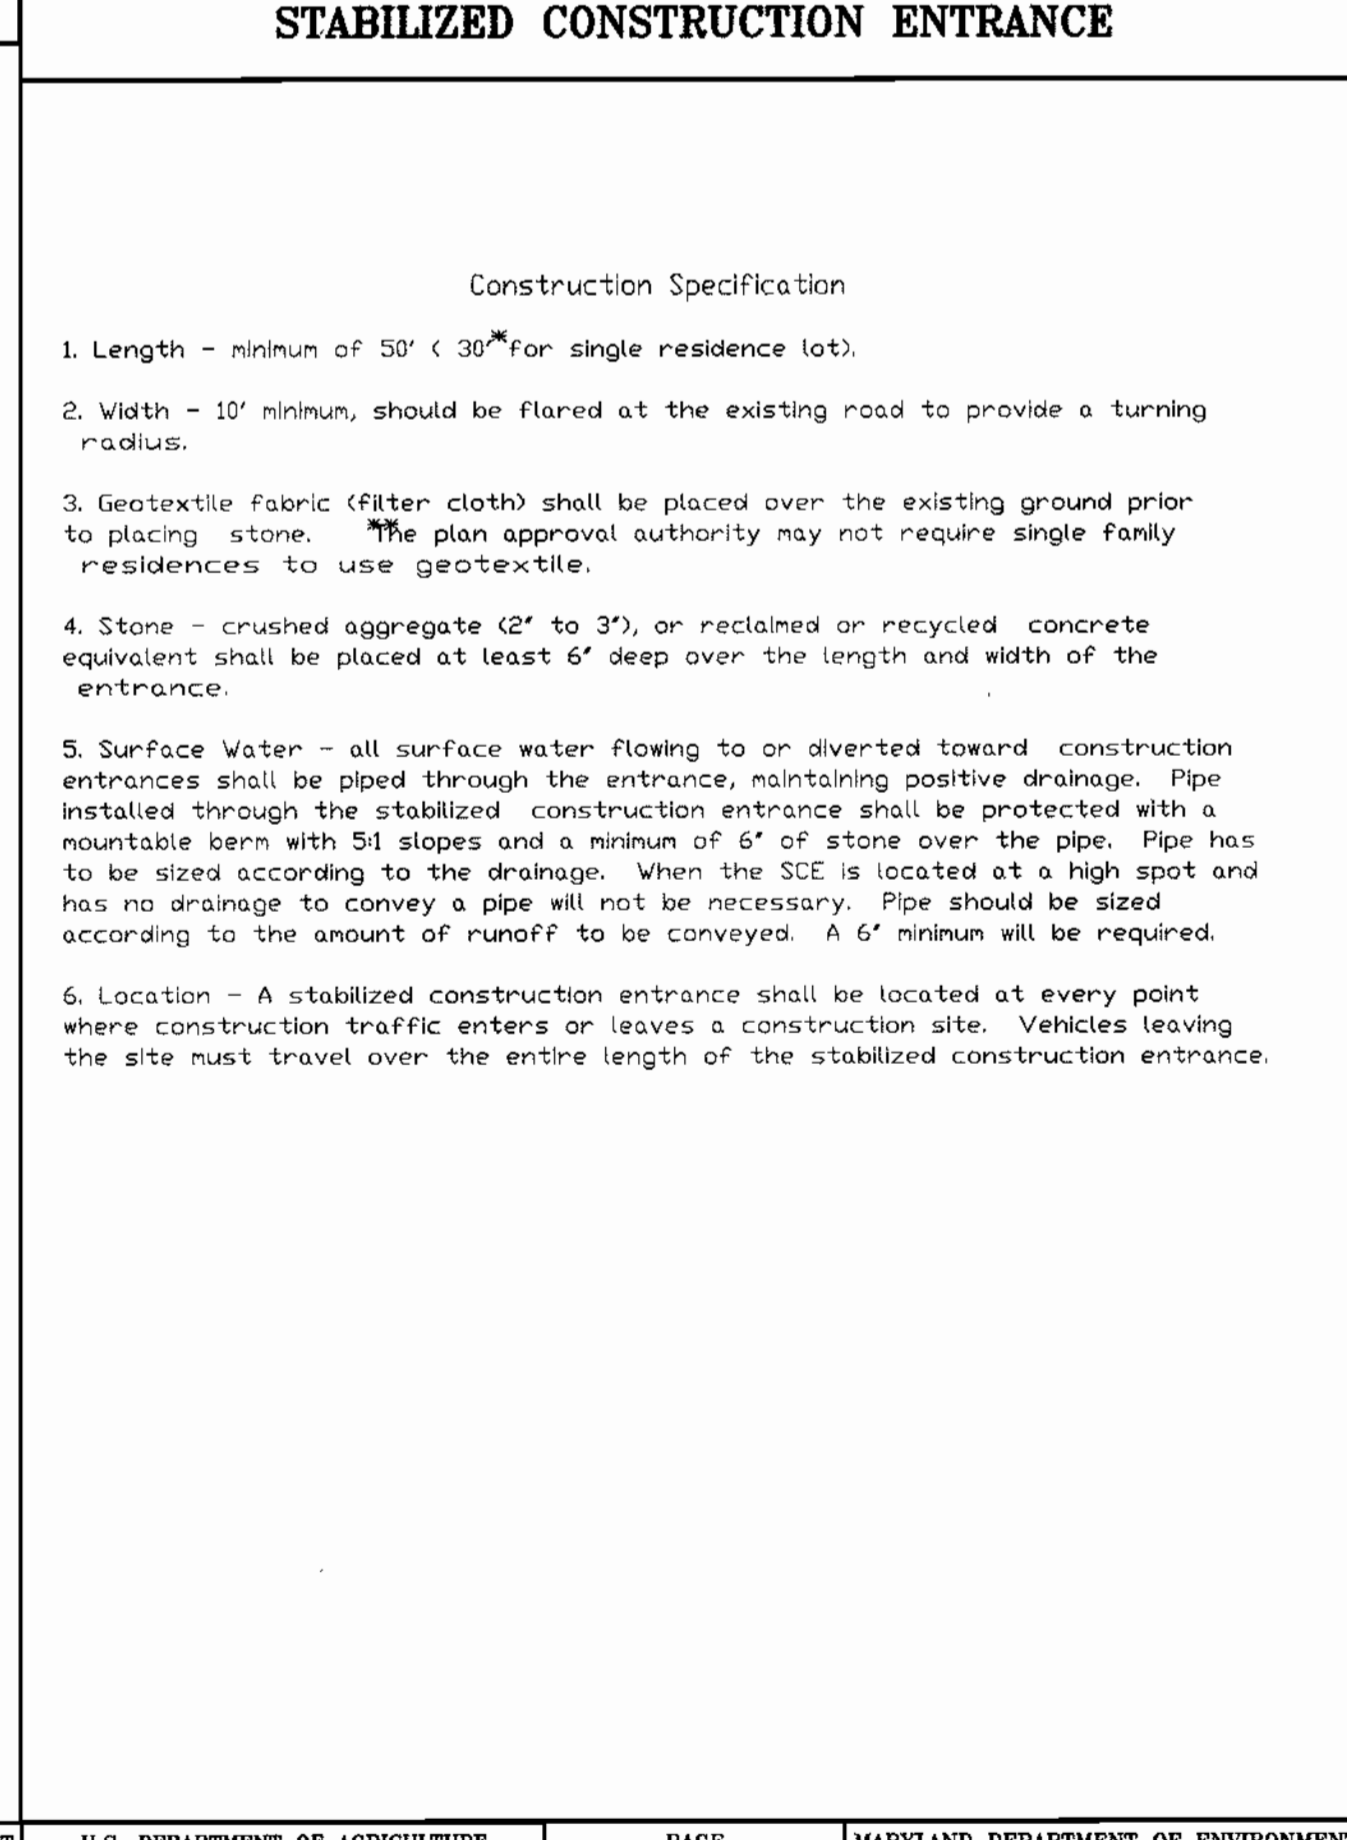 STABILIZED CONSTRUCTION ENTRANCE
Construction Specification
1. Length - minimum of 50' ( 30'*for single residence lot).
2. Width - 10' minimum, should be flared at the existing road to provide a turning
radius.
3. Geotextile fabric (filter cloth) shall be placed over the existing ground prior
to placing stone. **The plan approval authority may not require single family
residences to use geotextile.
4. Stone - crushed aggregate (2" to 3"), or reclaimed or recycled concrete
equivalent shall be placed at least 6" deep over the length and width of the
entrance.
5. Surface Water - all surface water flowing to or diverted toward construction
entrances shall be piped through the entrance, maintaining positive drainage. Pipe
installed through the stabilized construction entrance shall be protected with a
mountable berm with 5:1 slopes and a minimum of 6" of stone over the pipe. Pipe has
to be sized according to the drainage. When the SCE is located at a high spot and
has no drainage to convey a pipe will not be necessary. Pipe should be sized
according to the amount of runoff to be conveyed. A 6" minimum will be required.
6. Location - A stabilized construction entrance shall be located at every point
where construction traffic enters or leaves a construction site. Vehicles leaving
the site must travel over the entire length of the stabilized construction entrance.
U.S. DEPARTMENT OF AGRICULTURE PAGE MARYLAND DEPARTMENT OF ENVIRONMENT